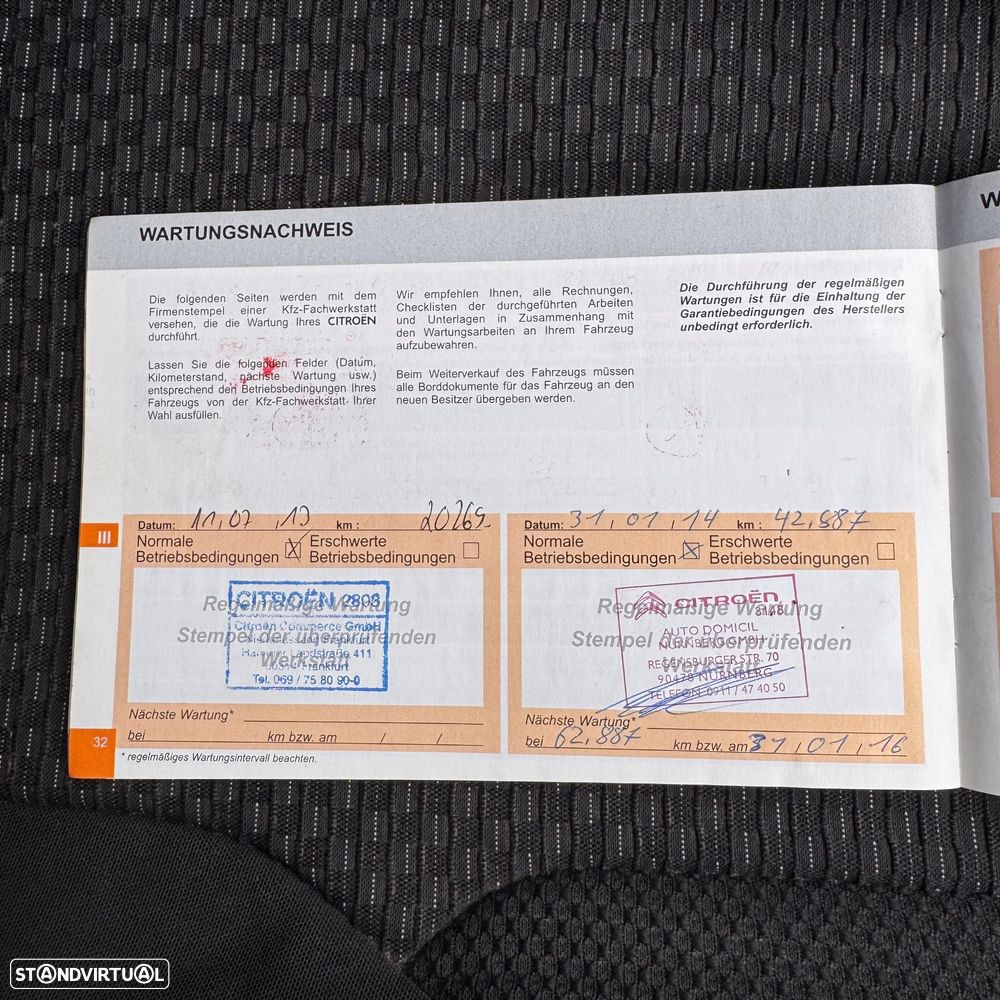 WARTUNGSNACHWEIS
W
Die folgenden Seiten werden mit dem
Firmenstempel einer Kfz-Fachwerkstatt
versehen, die die Wartung Ihres CITROËN
durchführt.
Lassen Sie die folgenden Felder (Datum,
Kilometerstand, nächste Wartung usw.)
entsprechend den Betriebsbedingungen Ihres
Fahrzeugs von der Kfz-Fachwerkstatt Ihrer
Wahl ausfüllen.
Wir empfehlen Ihnen, alle Rechnungen,
Checklisten der durchgeführten Arbeiten
und Unterlagen in Zusammenhang mit
den Wartungsarbeiten an Ihrem Fahrzeug
aufzubewahren.
Beim Weiterverkauf des Fahrzeugs müssen
alle Borddokumente für das Fahrzeug an den
neuen Besitzer übergeben werden.
Die Durchführung der regelmäßigen
Wartungen ist für die Einhaltung der
Garantiebedingungen des Herstellers
unbedingt erforderlich.
III
Datum: 11,07,13 km: 20269
Normale Betriebsbedingungen
Erschwerte Betriebsbedingungen
Regelmäßige Wartung
Stempel der überprüfenden
Werkstatt
CITROËN 2803
Citroën Commerce GmbH
Hanauer Landstraße 411
Frankfurt
Tel. 069 / 75 80 90-0
Nächste Wartung*
bei km bzw. am / /
Datum: 31,01,14 km: 42,887
Normale Betriebsbedingungen
Erschwerte Betriebsbedingungen
Regelmäßige Wartung
Stempel der überprüfenden
Werkstatt
CITROËN
AUTO DOMICIL
NÜRNBERG GMBH
REGENSBURGER STR. 70
90478 NÜRNBERG
TELEFON 0911 / 47 40 50
Nächste Wartung*
bei 62,887 km bzw. am 31,01,16
32
* regelmäßiges Wartungsintervall beachten.
STANDVIRTUAL